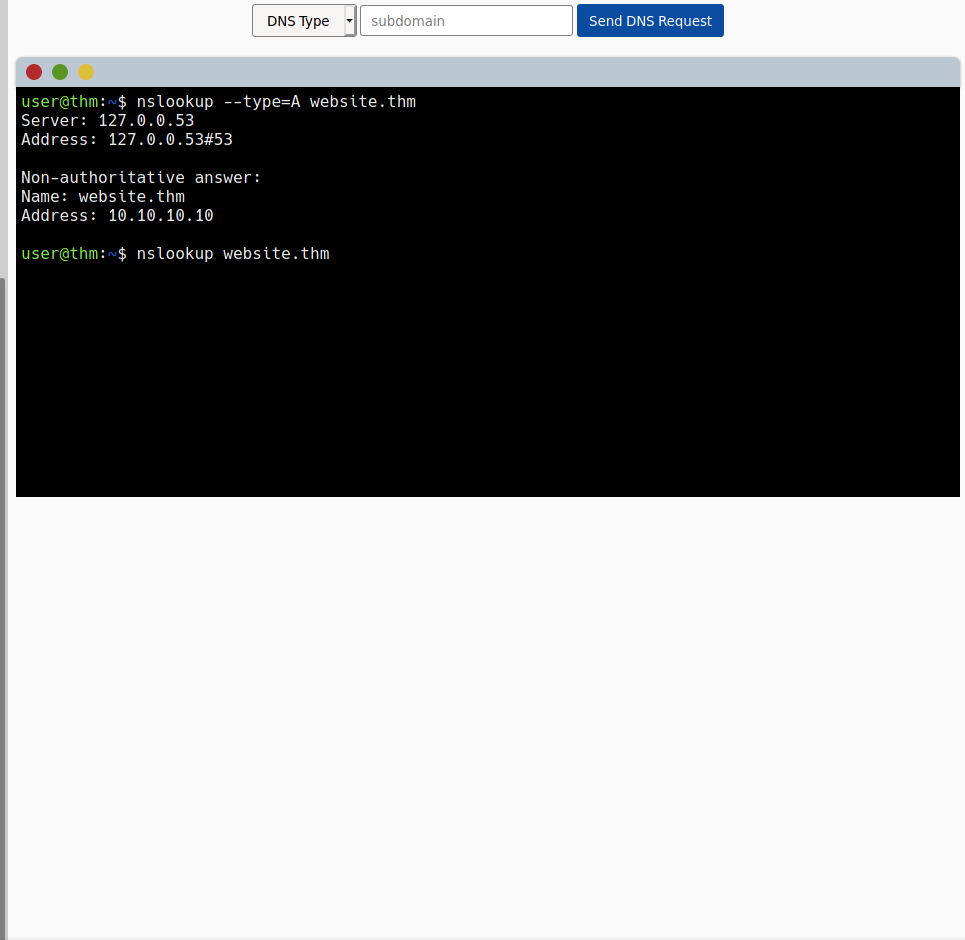 DNS Type subdomain Send DNS Request
user@thm:~$ nslookup --type=A website.thm
Server: 127.0.0.53
Address: 127.0.0.53#53
Non-authoritative answer:
Name: website.thm
Address: 10.10.10.10
user@thm:~$ nslookup website.thm